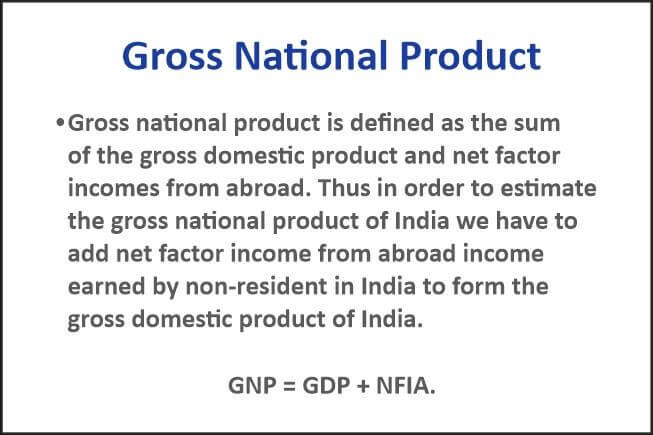 Gross National Product
•Gross national product is defined as the sum
of the gross domestic product and net factor
incomes from abroad. Thus in order to estimate
the gross national product of India we have to
add net factor income from abroad income
earned by non-resident in India to form the
gross domestic product of India.
GNP = GDP + NFIA.